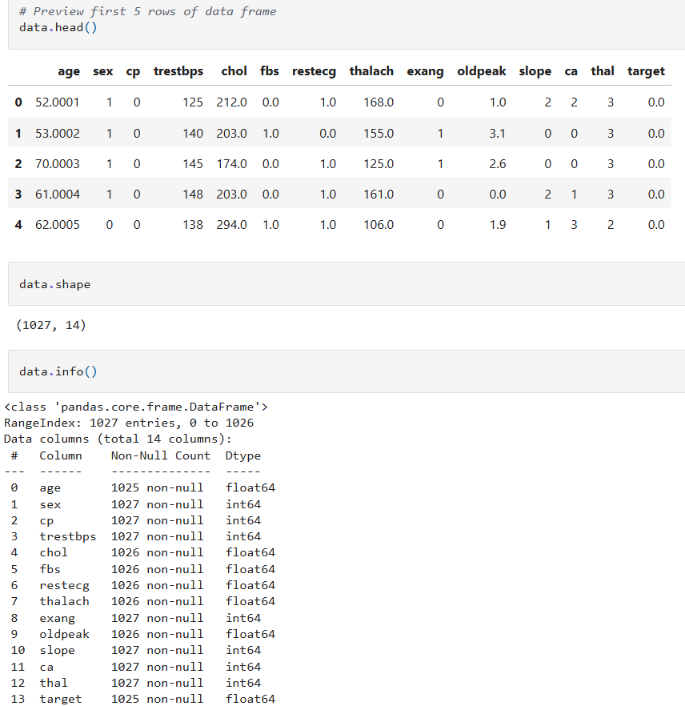 # Preview first 5 rows of data frame
data.head()
age sex cp trestbps chol fbs restecg thalach exang oldpeak slope ca thal target
0 52.0001 1 0 125 212.0 0.0 1.0 168.0 0 1.0 2 2 3 0.0
1 53.0002 1 0 140 203.0 1.0 0.0 155.0 1 3.1 0 0 3 0.0
2 70.0003 1 0 145 174.0 0.0 1.0 125.0 1 2.6 0 0 3 0.0
3 61.0004 1 0 148 203.0 0.0 1.0 161.0 0 0.0 2 1 3 0.0
4 62.0005 0 0 138 294.0 1.0 1.0 106.0 0 1.9 1 3 2 0.0
data.shape
(1027, 14)
data.info()
<class 'pandas.core.frame.DataFrame'>
RangeIndex: 1027 entries, 0 to 1026
Data columns (total 14 columns):
# Column Non-Null Count Dtype
--- ------ -------------- -----
0 age 1025 non-null float64
1 sex 1027 non-null int64
2 cp 1027 non-null int64
3 trestbps 1027 non-null int64
4 chol 1026 non-null float64
5 fbs 1026 non-null float64
6 restecg 1026 non-null float64
7 thalach 1026 non-null float64
8 exang 1027 non-null int64
9 oldpeak 1026 non-null float64
10 slope 1027 non-null int64
11 ca 1027 non-null int64
12 thal 1027 non-null int64
13 target 1025 non-null float64